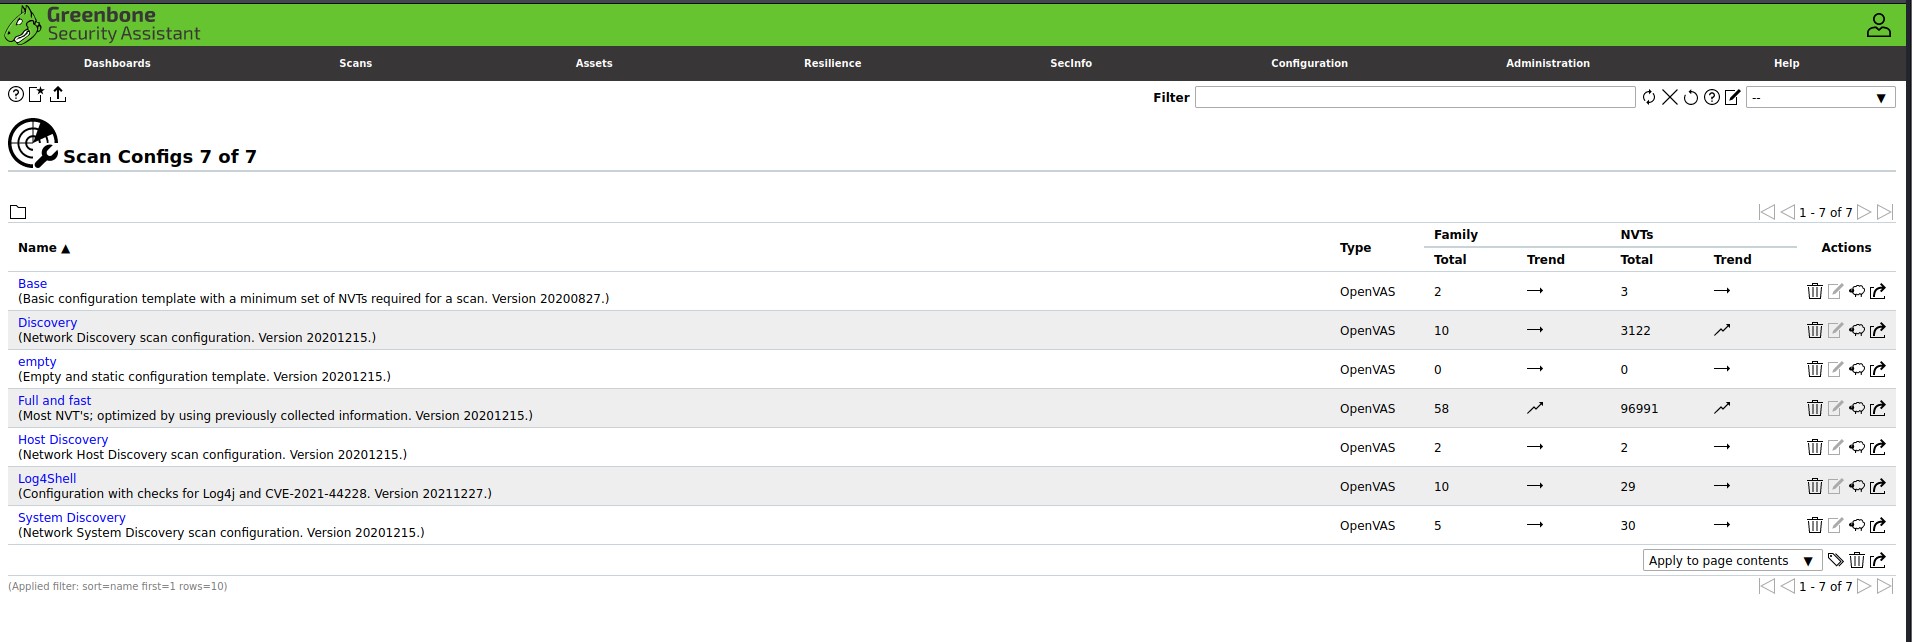 Greenbone
Security Assistant
Dashboards Scans Assets Resilience SecInfo Configuration Administration Help
Filter --
Scan Configs 7 of 7
1 - 7 of 7
Name ▲ Type Family NVTs Actions
Total Trend Total Trend
Base
(Basic configuration template with a minimum set of NVTs required for a scan. Version 20200827.) OpenVAS 2 3
Discovery
(Network Discovery scan configuration. Version 20201215.) OpenVAS 10 3122
empty
(Empty and static configuration template. Version 20201215.) OpenVAS 0 0
Full and fast
(Most NVT's; optimized by using previously collected information. Version 20201215.) OpenVAS 58 96991
Host Discovery
(Network Host Discovery scan configuration. Version 20201215.) OpenVAS 2 2
Log4Shell
(Configuration with checks for Log4j and CVE-2021-44228. Version 20211227.) OpenVAS 10 29
System Discovery
(Network System Discovery scan configuration. Version 20201215.) OpenVAS 5 30
Apply to page contents ▼
(Applied filter: sort=name first=1 rows=10) 1 - 7 of 7